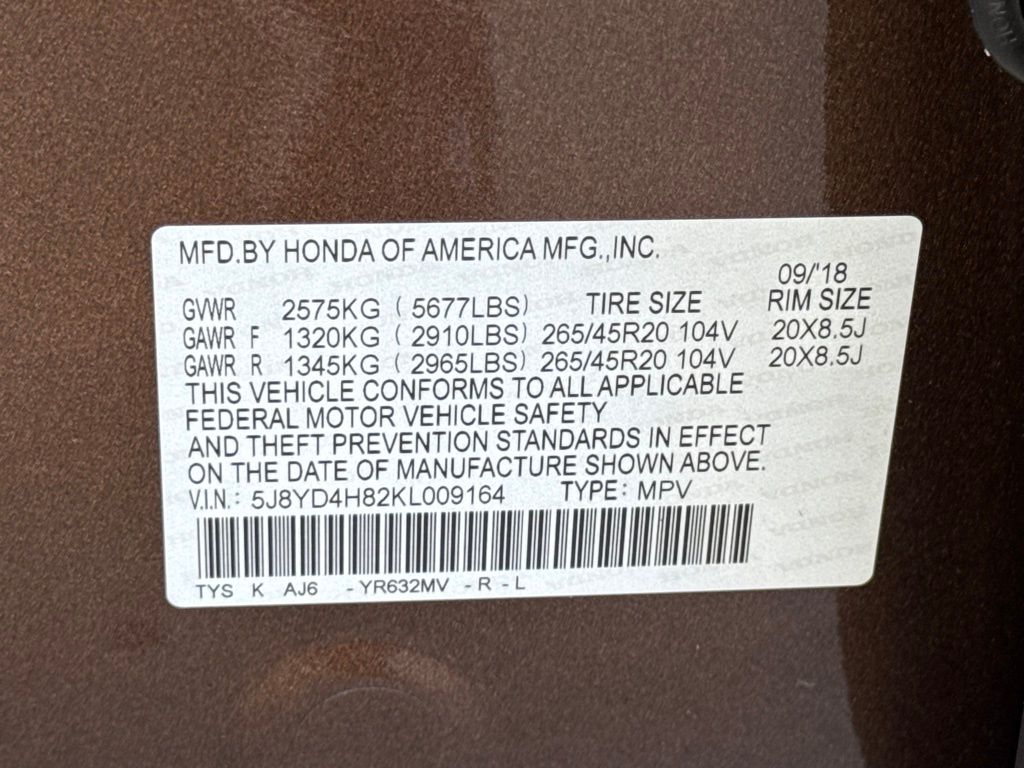 MFD.BY HONDA OF AMERICA MFG.,INC.
09/'18
GVWR 2575KG ( 5677LBS) TIRE SIZE RIM SIZE
GAWR F 1320KG ( 2910LBS) 265/45R20 104V 20X8.5J
GAWR R 1345KG ( 2965LBS) 265/45R20 104V 20X8.5J
THIS VEHICLE CONFORMS TO ALL APPLICABLE
FEDERAL MOTOR VEHICLE SAFETY
AND THEFT PREVENTION STANDARDS IN EFFECT
ON THE DATE OF MANUFACTURE SHOWN ABOVE.
V.I.N.: 5J8YD4H82KL009164 TYPE: MPV
TYS K AJ6 -YR632MV -R-L